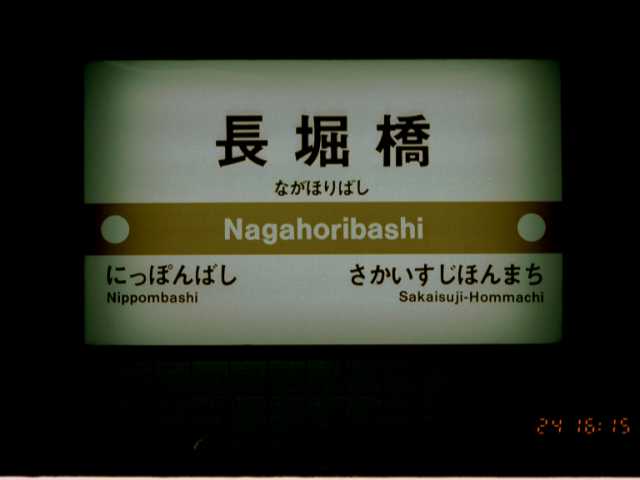 長堀橋
ながほりばし
Nagahoribashi
にっぽんばし さかいすじほんまち
Nippombashi Sakaisuji-Hommachi
24 16:15